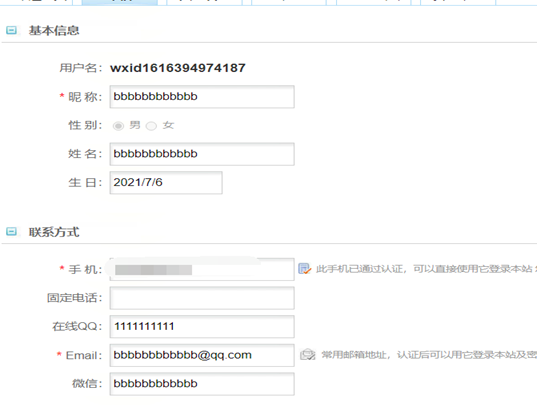 基本信息
用户名: wxid1616394974187
* 昵 称: bbbbbbbbbbbb
性 别: 男 女
姓 名: bbbbbbbbbbbb
生 日: 2021/7/6
联系方式
* 手 机: 此手机已通过认证，可以直接使用它登录本站
固定电话:
在线QQ: 1111111111
* Email: bbbbbbbbbbbb@qq.com 常用邮箱地址，认证后可以用它登录本站及密
微信: bbbbbbbbbbbb